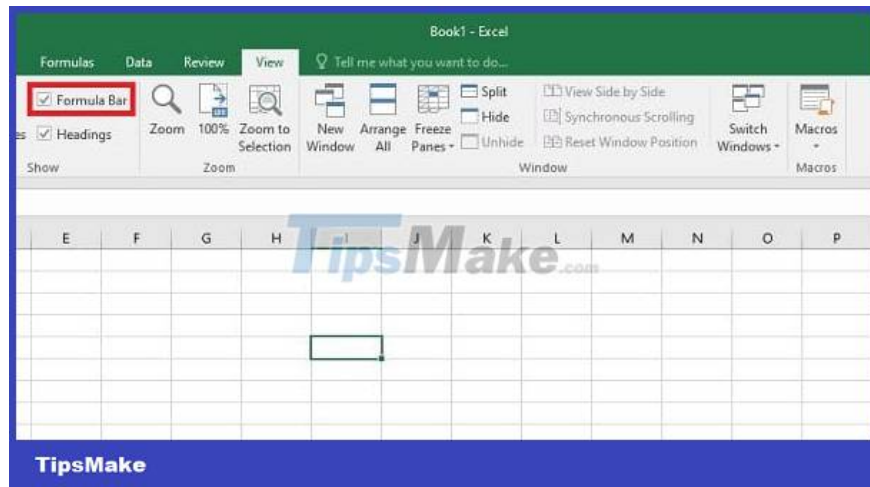 Book1 - Excel
Formulas Data Review View Tell me what you want to do...
Formula Bar
Headings
Show
Zoom 100% Zoom to Selection
Zoom
New Window Arrange All Freeze Panes
Split
Hide
Unhide
View Side by Side
Synchronous Scrolling
Reset Window Position
Switch Windows
Window
Macros
Macros
E F G H I J K L M N O P
TipsMake.com
TipsMake